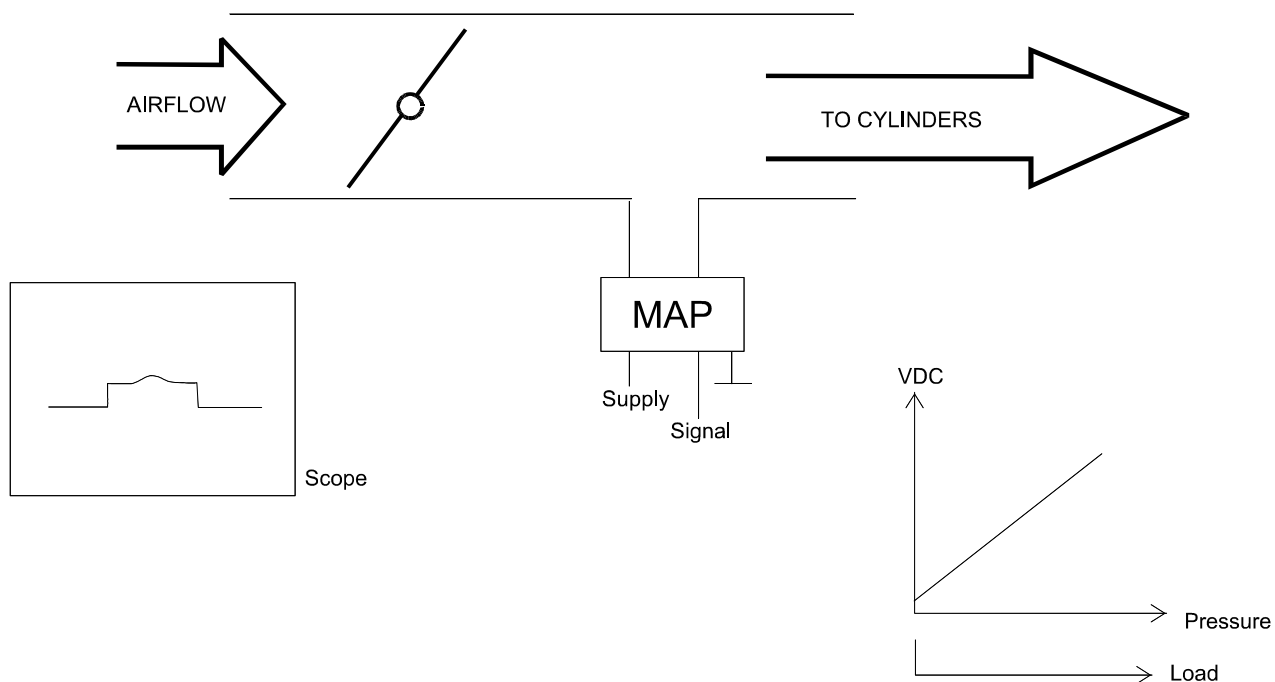 AIRFLOW
TO CYLINDERS
MAP
Supply
Signal
Scope
VDC
Pressure
Load